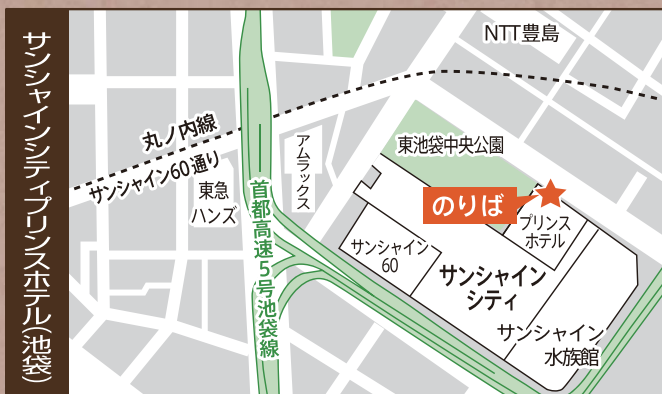 サンシャインシティプリンスホテル(池袋)
NTT豊島
丸ノ内線
サンシャイン60通り
東急
ハンズ
アムラックス
首都高速5号池袋線
東池袋中央公園
のりば
プリンス
ホテル
サンシャイン
60
サンシャイン
シティ
サンシャイン
水族館